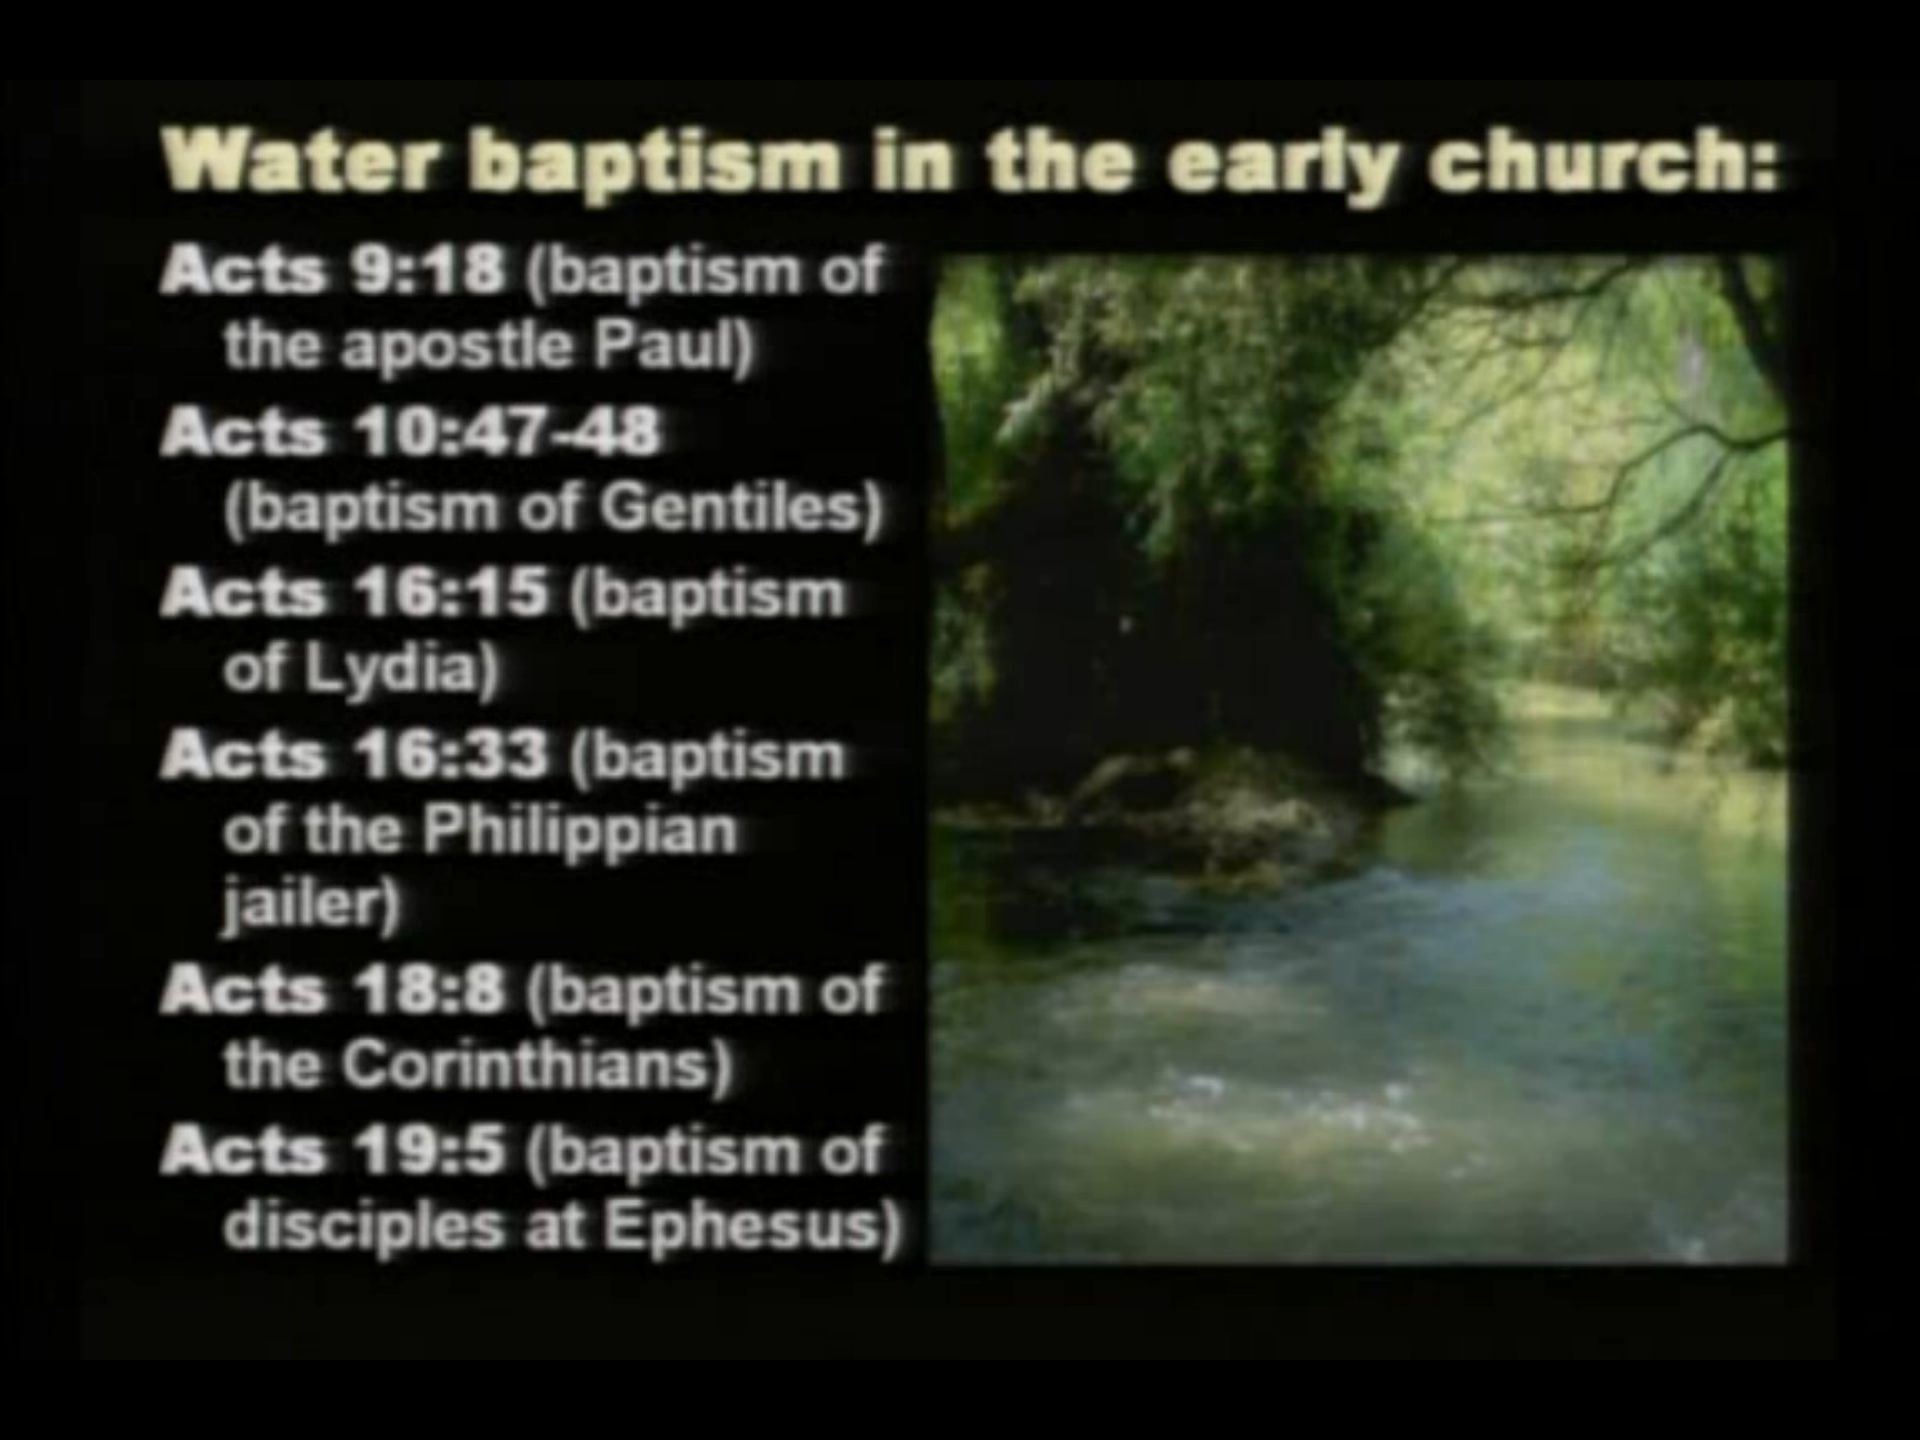 Water baptism in the early church:
Acts 9:18 (baptism of
the apostle Paul)
Acts 10:47-48
(baptism of Gentiles)
Acts 16:15 (baptism
of Lydia)
Acts 16:33 (baptism
of the Philippian
jailer)
Acts 18:8 (baptism of
the Corinthians)
Acts 19:5 (baptism of
disciples at Ephesus)